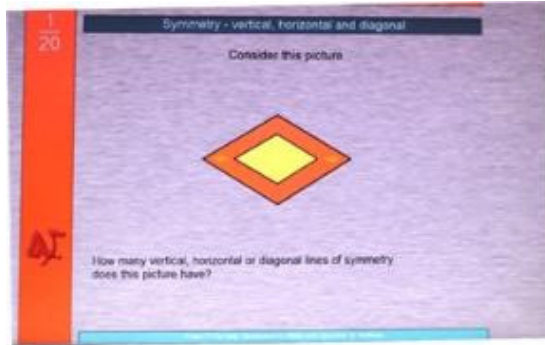 1
20
Symmetry - vertical, horizontal and diagonal
Consider this picture
How many vertical, horizontal or diagonal lines of symmetry
does this picture have?